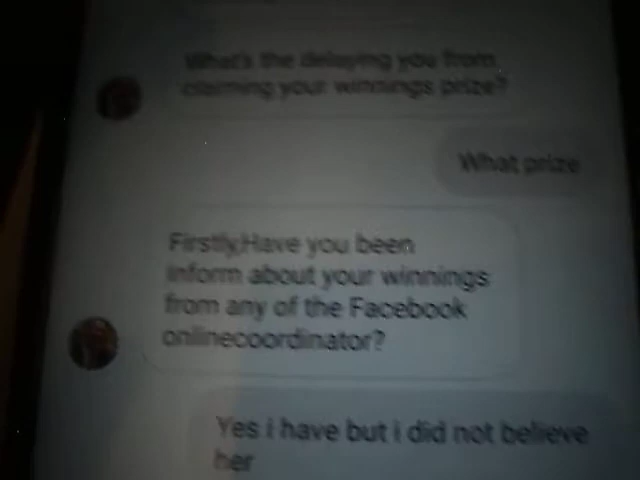 What's the delaying you from
claiming your winnings prize?
What prize
Firstly,Have you been
inform about your winnings
from any of the Facebook
onlinecoordinator?
Yes i have but i did not believe
her